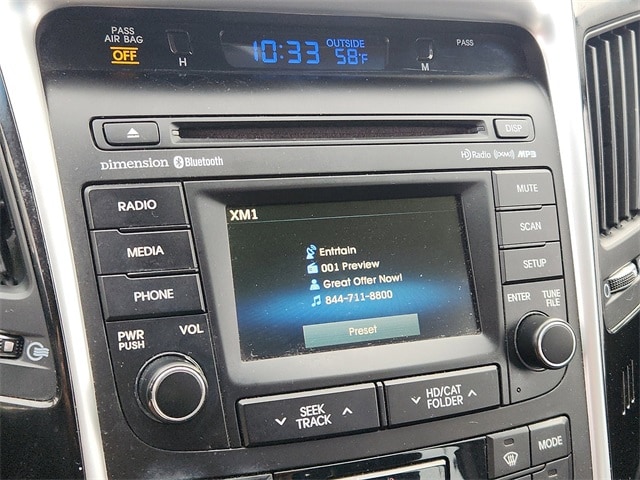 PASS
AIR BAG
OFF
H
10:33
OUTSIDE
58°F
M
PASS
DISP
Dimension Bluetooth
HD Radio (xm) MP3
RADIO
MEDIA
PHONE
PWR
PUSH
VOL
XM1
Entrtain
001 Preview
Great Offer Now!
844-711-8800
Preset
MUTE
SCAN
SETUP
ENTER
TUNE
FILE
SEEK
TRACK
HD/CAT
FOLDER
MODE